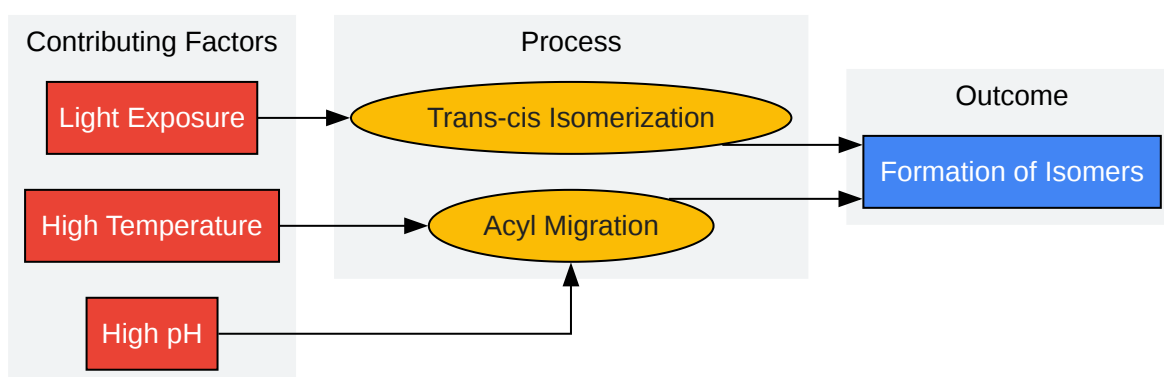 Contributing Factors
Process
Outcome
Light Exposure
Trans-cis Isomerization
Formation of Isomers
High Temperature
Acyl Migration
High pH